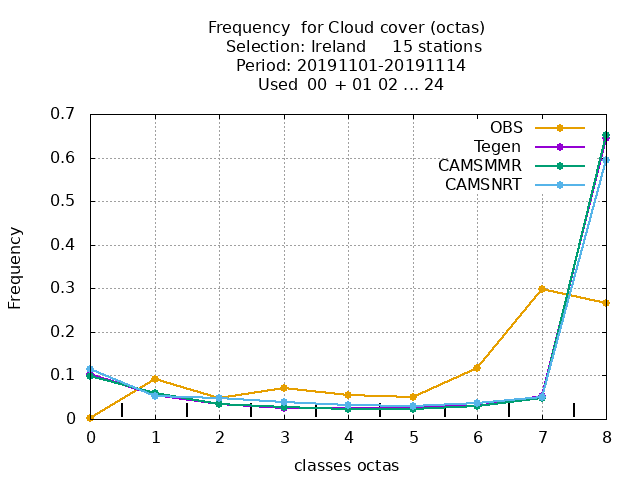 Frequency  for Cloud cover (octas)
Selection: Ireland     15 stations
Period: 20191101-20191114
Used  00  + 01 02 ... 24
0.7
0.6
0.5
0.4
0.3
0.2
0.1
0
Frequency
OBS
Tegen
CAMSMMR
CAMSNRT
0 1 2 3 4 5 6 7 8
classes octas